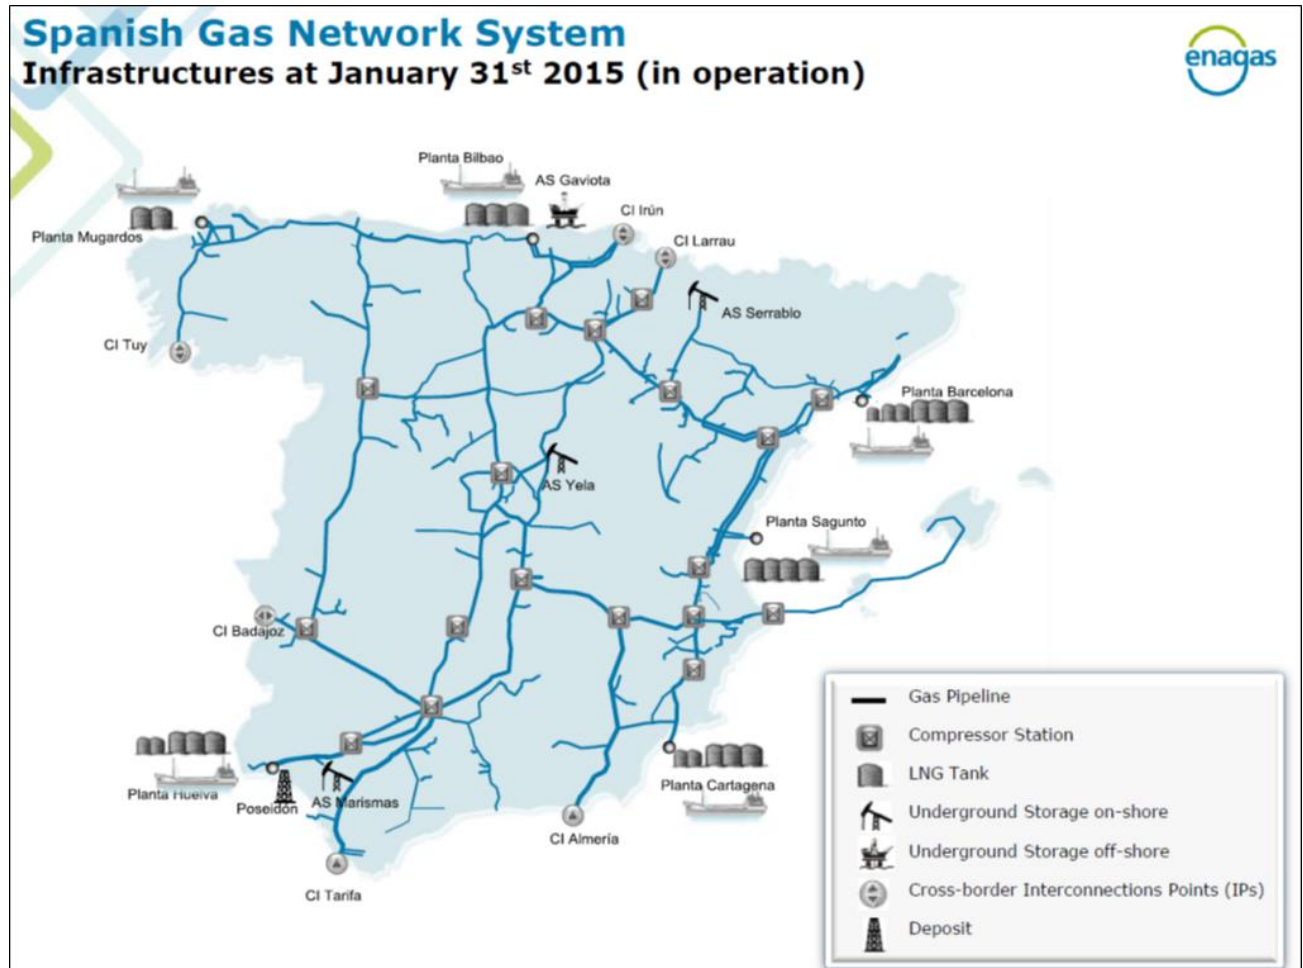 Spanish Gas Network System
Infrastructures at January 31st 2015 (in operation)
enagas
Planta Bilbao
AS Gaviota
CI Irún
Planta Mugardos
CI Larrau
AS Serrablo
CI Tuy
Planta Barcelona
AS Yela
Planta Sagunto
CI Badajoz
Planta Huelva
Poseidón
AS Marismas
Planta Cartagena
CI Almería
CI Tarifa
Gas Pipeline
Compressor Station
LNG Tank
Underground Storage on-shore
Underground Storage off-shore
Cross-border Interconnections Points (IPs)
Deposit